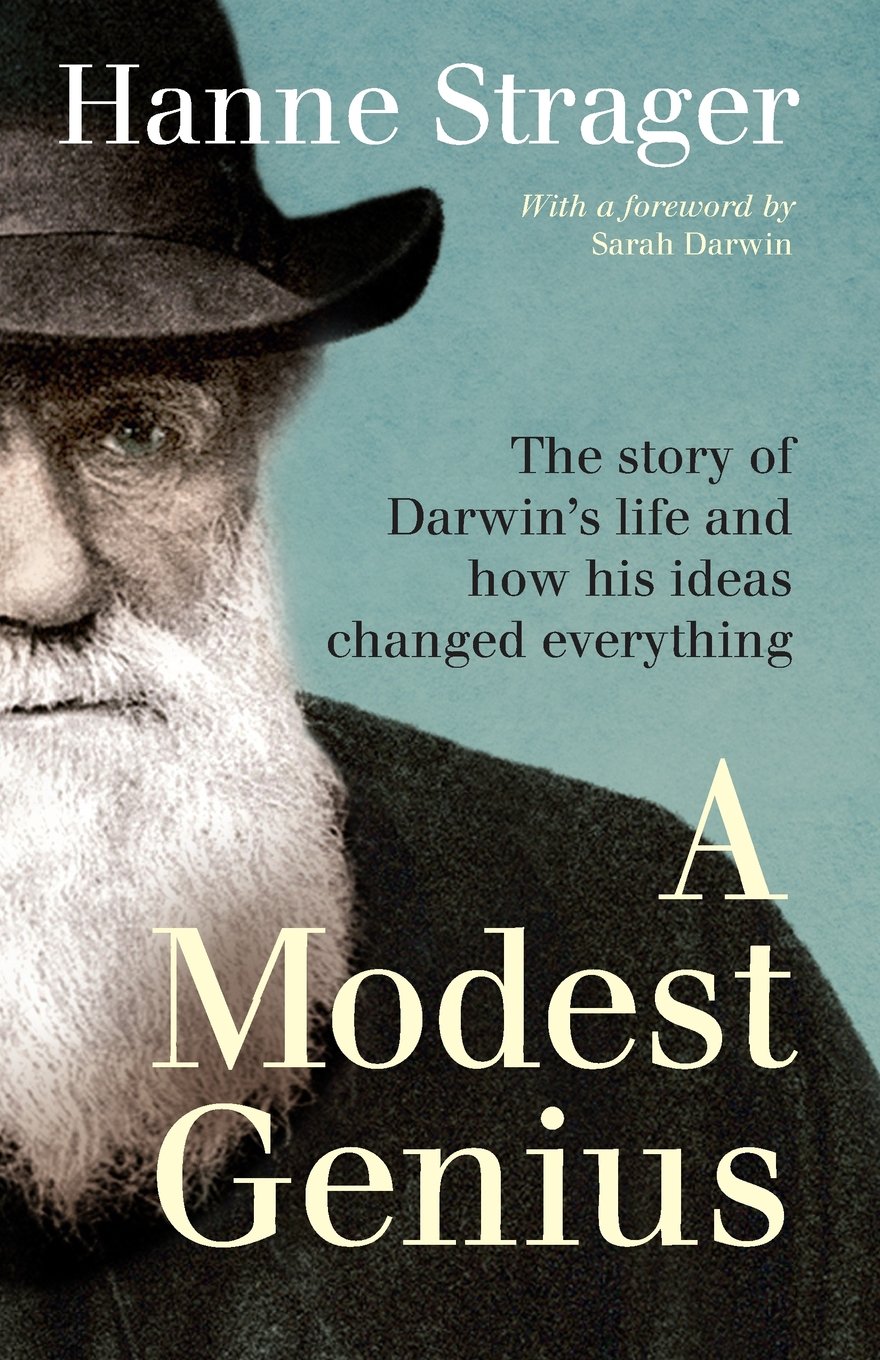 Hanne Strager
With a foreword by
Sarah Darwin
The story of
Darwin’s life and
how his ideas
changed everything
A
Modest
Genius